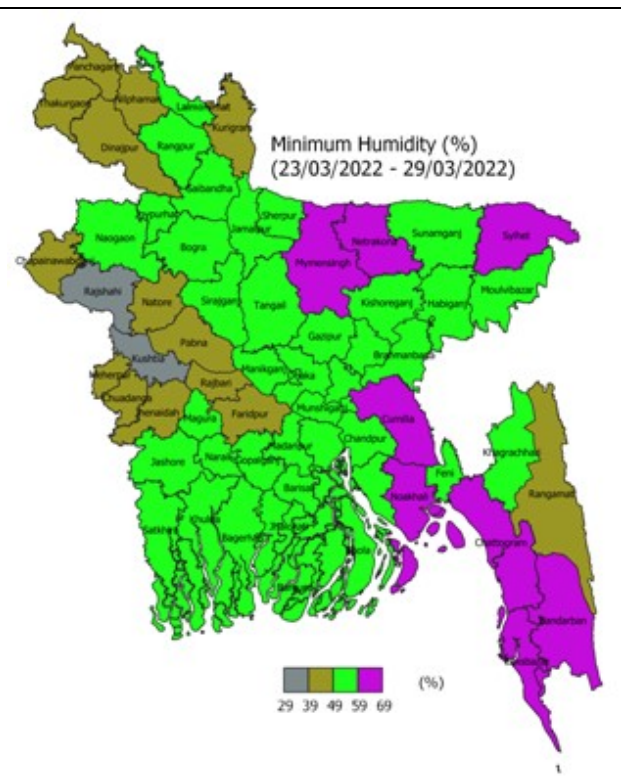 Panchagarh
Thakurgaon
Nilphamari
Lalmonirhat
Kurigram
Dinajpur
Rangpur
Minimum Humidity (%)
(23/03/2022 - 29/03/2022)
Gaibandha
Joypurhat
Sherpur
Jamalpur
Naogaon
Bogra
Mymensingh
Netrakona
Sunamganj
Sylhet
Chapainawabganj
Rajshahi
Natore
Sirajganj
Tangail
Kishoreganj
Habiganj
Moulvibazar
Gazipur
Pabna
Kushtia
Manikganj
Dhaka
Brahmanbaria
Meherpur
Chuadanga
Jhenaidah
Rajbari
Faridpur
Magura
Munshiganj
Cumilla
Chandpur
Khagrachhari
Rangamati
Jashore
Narail
Gopalganj
Madaripur
Barisal
Noakhali
Feni
Satkhira
Khulna
Bagerhat
Jhalokati
Bhola
Chattogram
Bandarban
(%)
29 39 49 59 69